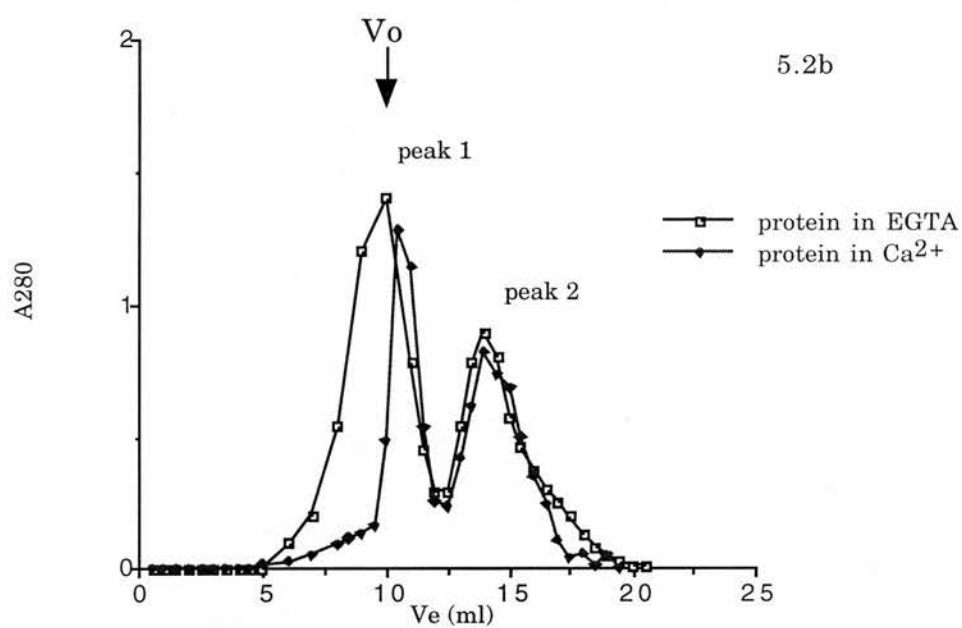 Vo
5.2b
2
peak 1
protein in EGTA
protein in Ca2+
peak 2
A280
1
0
0
5
10
15
20
25
Ve (ml)